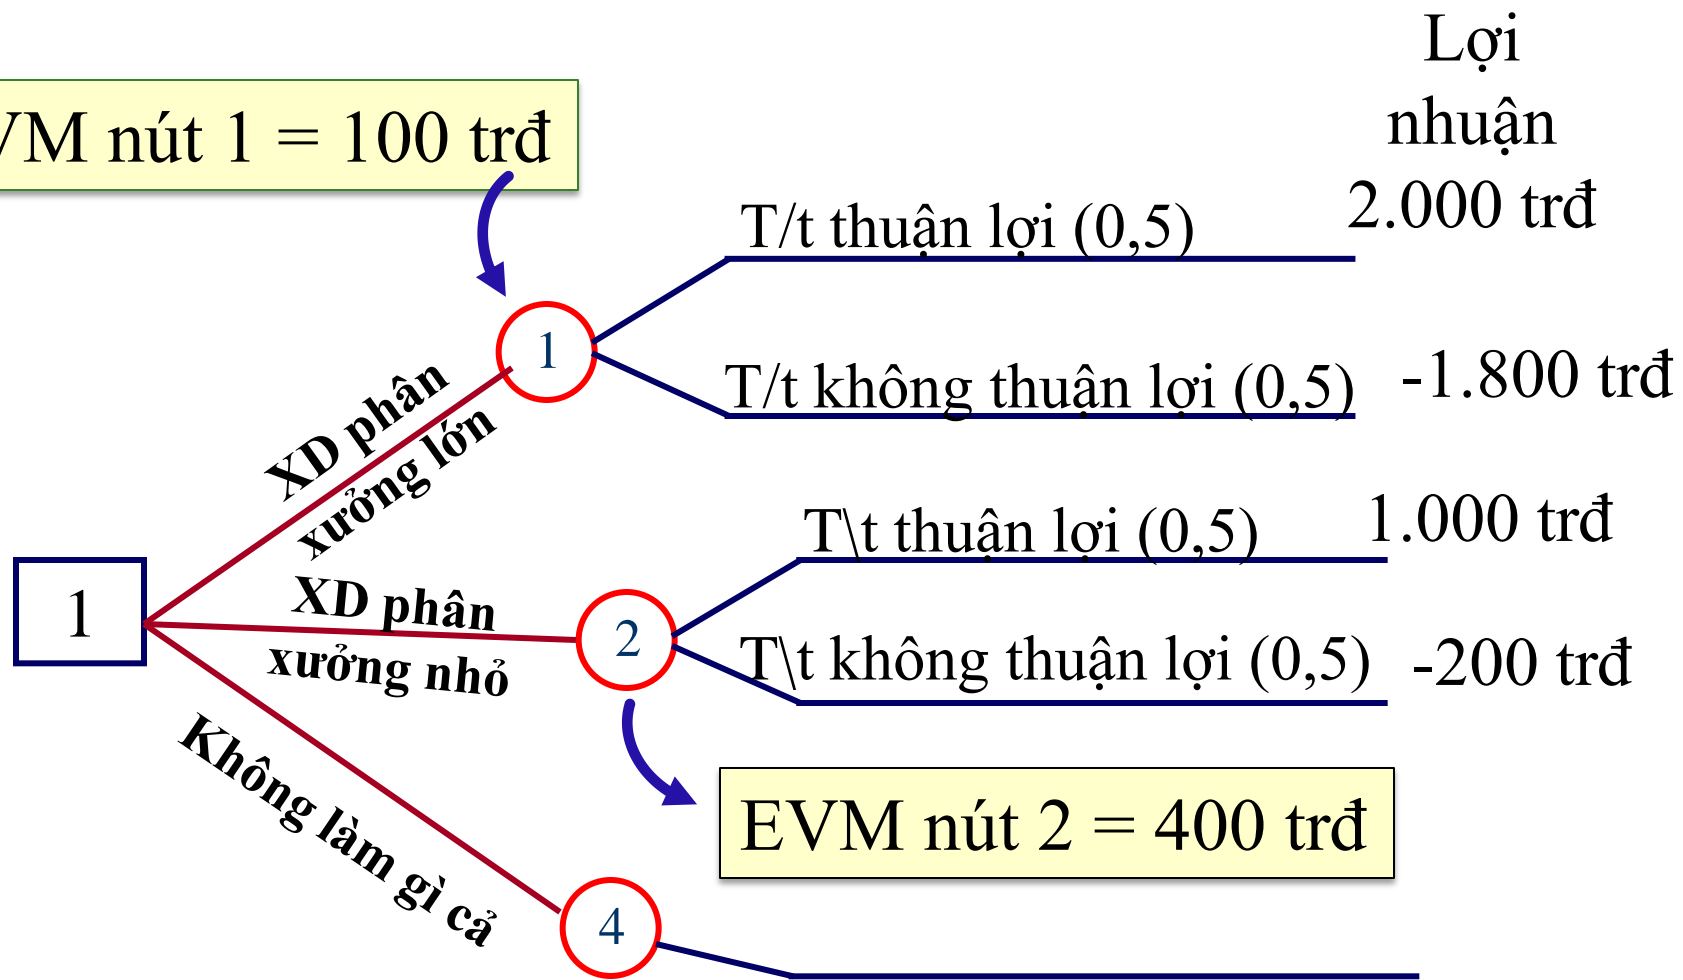 Lợi
nhuận
VM nút 1 = 100 trđ
T/t thuận lợi (0,5)
2.000 trđ
1
T/t không thuận lợi (0,5)
-1.800 trđ
XD phân
xưởng lớn
T\t thuận lợi (0,5)
1.000 trđ
1
XD phân
xưởng nhỏ
2
T\t không thuận lợi (0,5)
-200 trđ
Không làm gì cả
EVM nút 2 = 400 trđ
4